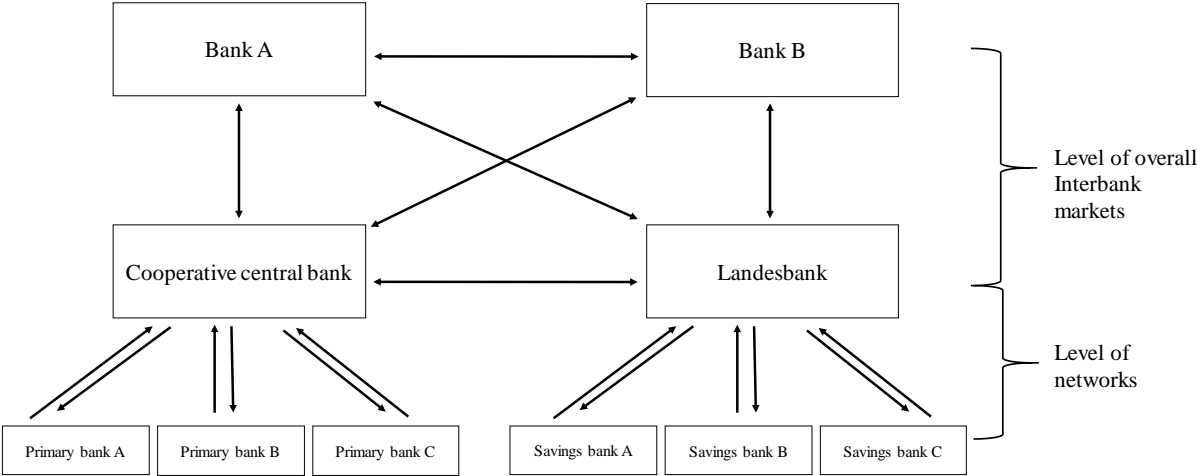 Bank A
Bank B
Level of overall
Interbank
markets
Cooperative central bank
Landesbank
Level of
networks
Primary bank A
Primary bank B
Primary bank C
Savings bank A
Savings bank B
Savings bank C